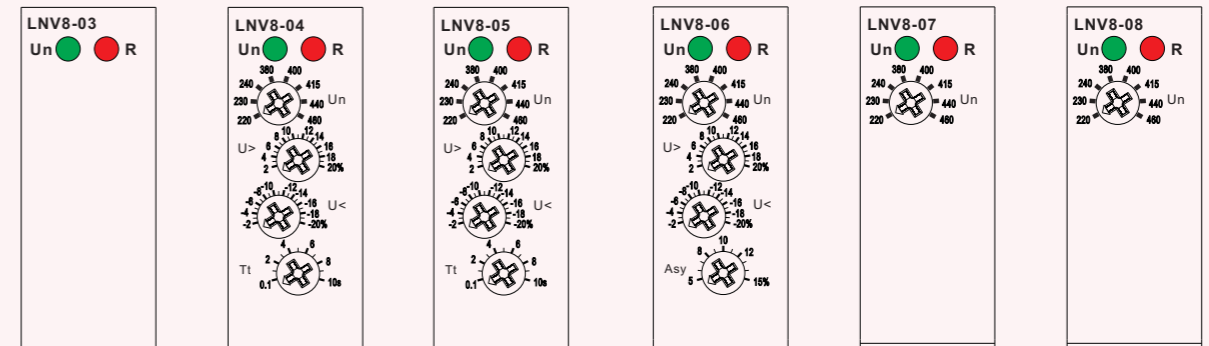 LNV8-03
Un R
LNV8-04
Un R
380 400
240 415
230 440 Un
220 460
10 12
8 14
U> 6 16
4 18
2 20%
-10 -12
-8 -14
-6 -16 U<
-4 -18
-2 -20%
4 6
Tt 2 8
0.1 10s
LNV8-05
Un R
380 400
240 415
230 440 Un
220 460
10 12
8 14
U> 6 16
4 18
2 20%
-10 -12
-8 -14
-6 -16 U<
-4 -18
-2 -20%
4 6
Tt 2 8
0.1 10s
LNV8-06
Un R
380 400
240 415
230 440 Un
220 460
10 12
8 14
U> 6 16
4 18
2 20%
-10 -12
-8 -14
-6 -16 U<
-4 -18
-2 -20%
10
8 12
Asy
5 15%
LNV8-07
Un R
380 400
240 415
230 440 Un
220 460
LNV8-08
Un R
380 400
240 415
230 440 Un
220 460